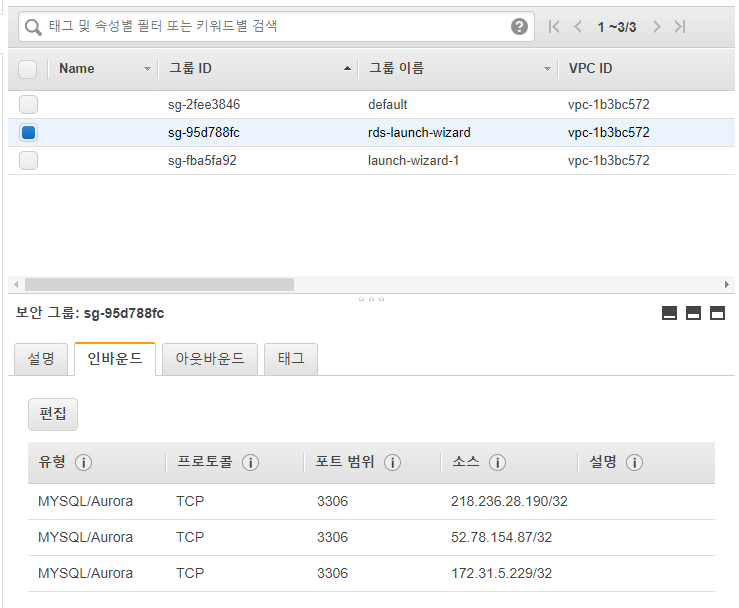 태그 및 속성별 필터 또는 키워드별 검색 ? 1 ~3/3
Name 그룹 ID 그룹 이름 VPC ID
sg-2fee3846 default vpc-1b3bc572
sg-95d788fc rds-launch-wizard vpc-1b3bc572
sg-fba5fa92 launch-wizard-1 vpc-1b3bc572
보안 그룹: sg-95d788fc
설명 인바운드 아웃바운드 태그
편집
유형 i 프로토콜 i 포트 범위 i 소스 i 설명 i
MYSQL/Aurora TCP 3306 218.236.28.190/32
MYSQL/Aurora TCP 3306 52.78.154.87/32
MYSQL/Aurora TCP 3306 172.31.5.229/32